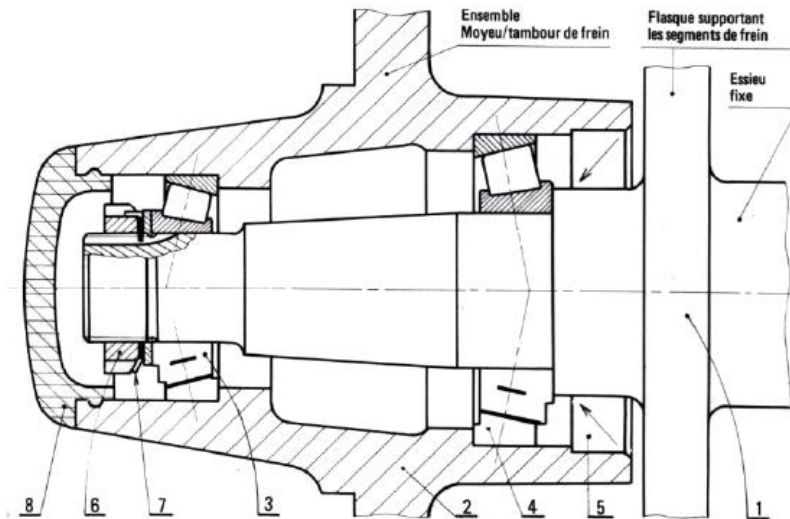 Ensemble
Moyeu/tambour de frein
Flasque supportant
les segments de frein
Essieu
fixe
8 6 7 3 2 4 5 1